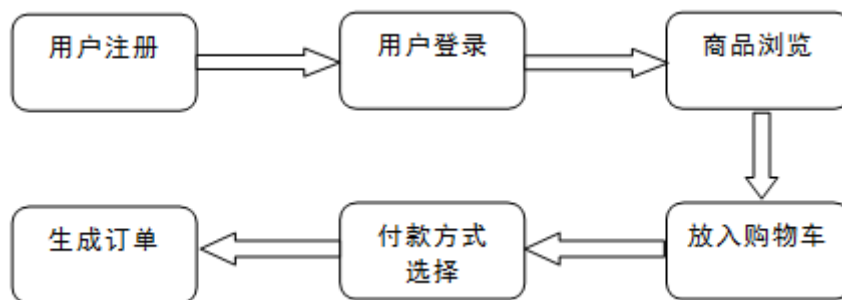 用户注册
用户登录
商品浏览
放入购物车
付款方式
选择
生成订单